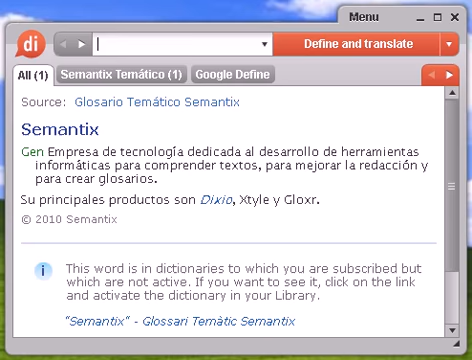 Menu
di
Define and translate
All (1) Semantix Temático (1) Google Define
Source: Glosario Temático Semantix
Semantix
Gen Empresa de tecnología dedicada al desarrollo de herramientas
informáticas para comprender textos, para mejorar la redacción y
para crear glosarios.
Su principales productos son Dixio, Xtyle y Gloxr.
© 2010 Semantix
i
This word is in dictionaries to which you are subscribed but
which are not active. If you want to see it, click on the link
and activate the dictionary in your Library.
"Semantix" - Glossari Temàtic Semantix